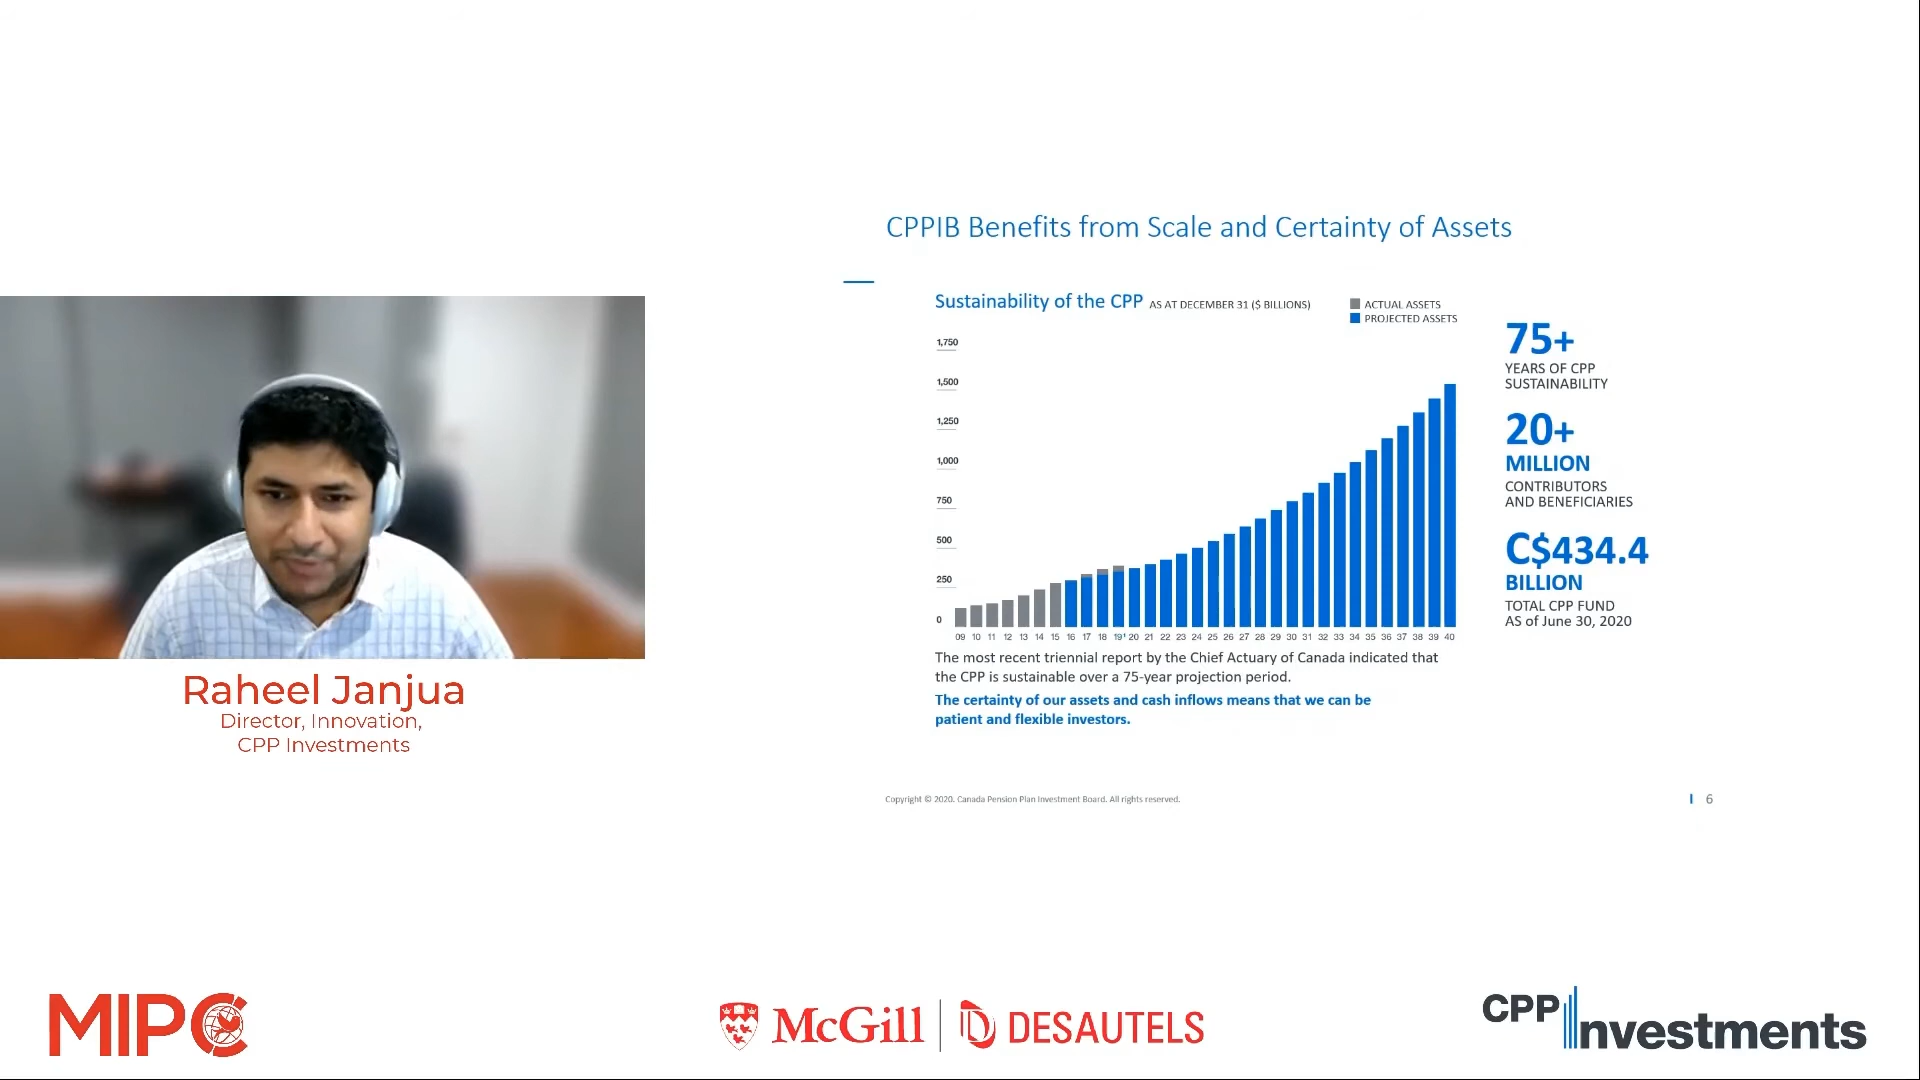 CPPIB Benefits from Scale and Certainty of Assets
Sustainability of the CPP AS AT DECEMBER 31 ($ BILLIONS)
ACTUAL ASSETS
PROJECTED ASSETS
1,750
1,500
1,250
1,000
750
500
250
0
09 10 11 12 13 14 15 16 17 18 19¹ 20 21 22 23 24 25 26 27 28 29 30 31 32 33 34 35 36 37 38 39 40
The most recent triennial report by the Chief Actuary of Canada indicated that
the CPP is sustainable over a 75-year projection period.
The certainty of our assets and cash inflows means that we can be
patient and flexible investors.
75+
YEARS OF CPP
SUSTAINABILITY
20+
MILLION
CONTRIBUTORS
AND BENEFICIARIES
C$434.4
BILLION
TOTAL CPP FUND
AS of June 30, 2020
Copyright © 2020. Canada Pension Plan Investment Board. All rights reserved.
6
Raheel Janjua
Director, Innovation,
CPP Investments
MIPC
McGill
DESAUTELS
CPP Investments